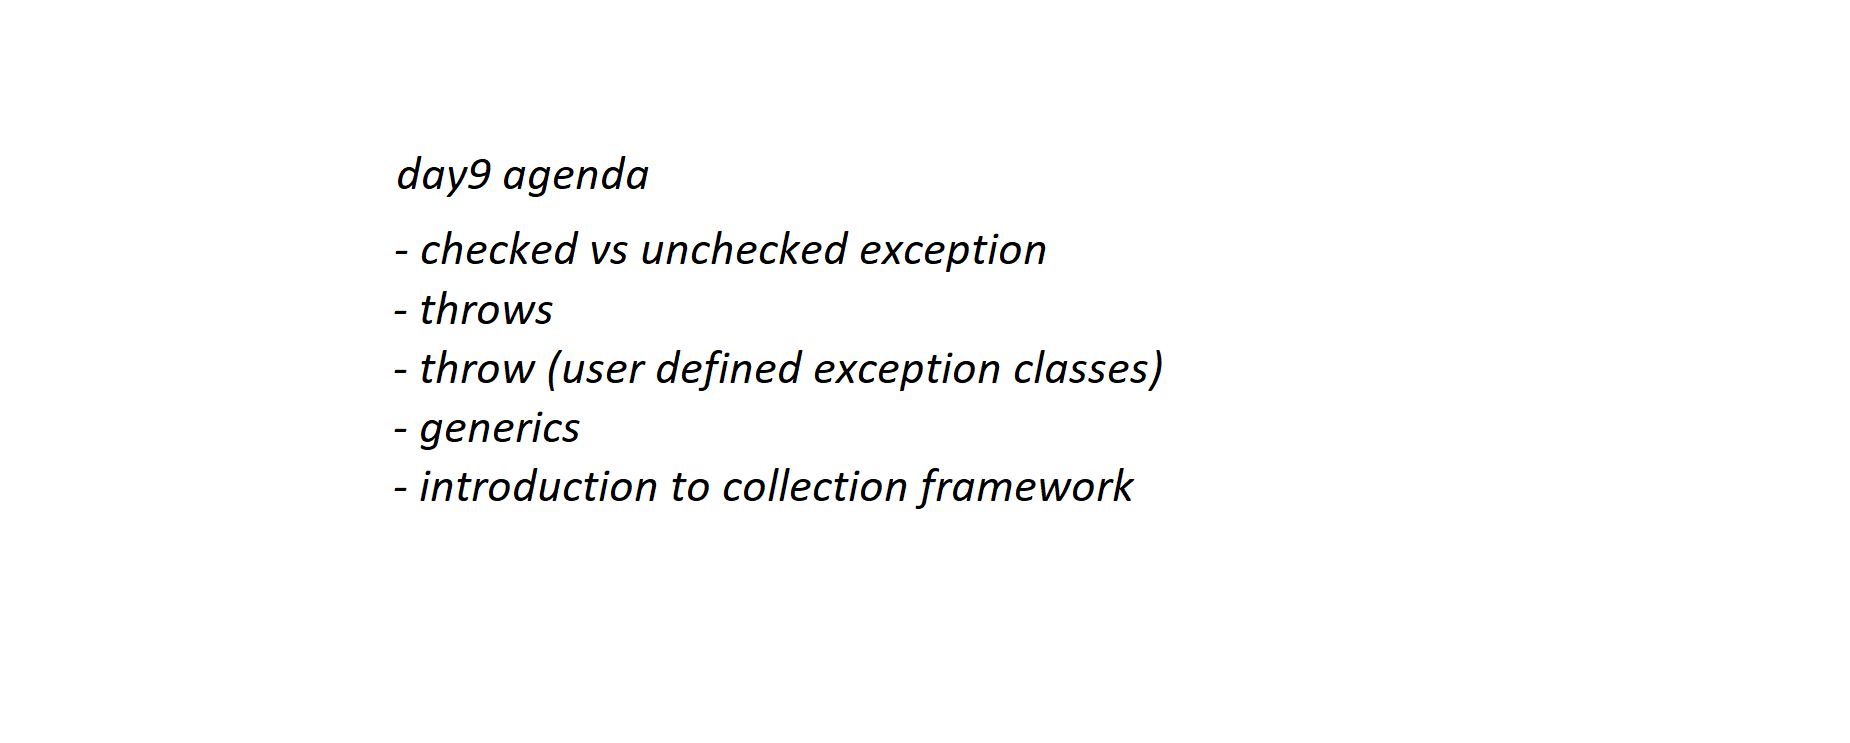 day9 agenda
- checked vs unchecked exception
- throws
- throw (user defined exception classes)
- generics
- introduction to collection framework